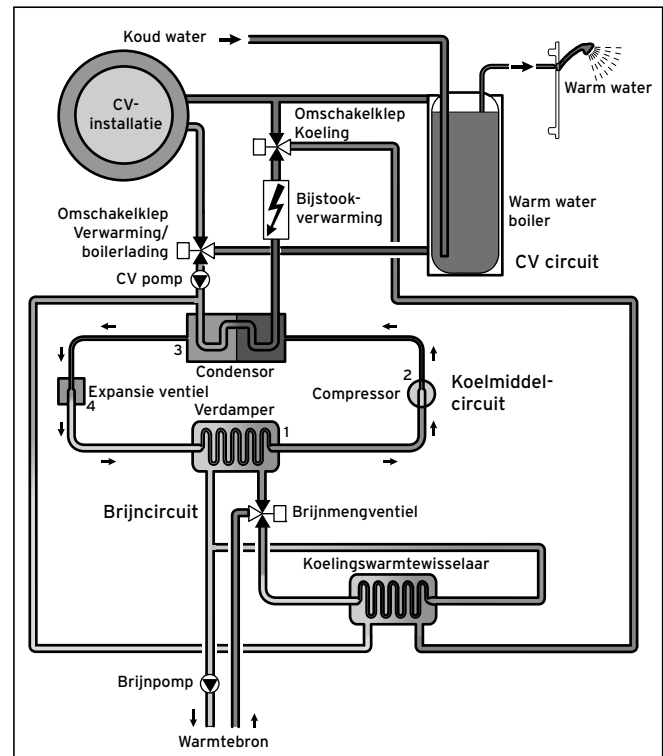 Koud water
CV-
installatie
Omschakelklep
Koeling
Warm water
Bijstook-
verwarming
Warm water
boiler
Omschakelklep
Verwarming/
boilerlading
CV circuit
CV pomp
3
Condensor
2
Expansie ventiel
4
Compressor
Koelmiddel-
circuit
Verdamper
1
Brijncircuit
Brijnmengventiel
Koelingswarmtewisselaar
Brijnpomp
Warmtebron